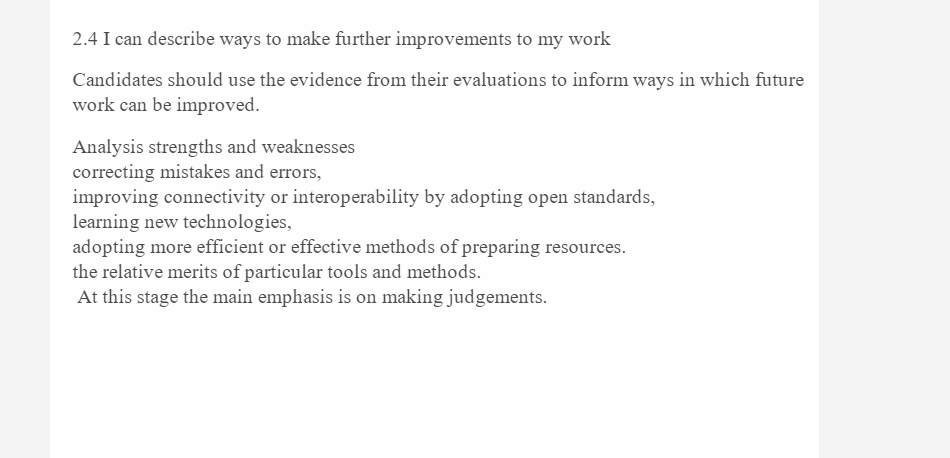 2.4 I can describe ways to make further improvements to my work
Candidates should use the evidence from their evaluations to inform ways in which future
work can be improved.
Analysis strengths and weaknesses
correcting mistakes and errors,
improving connectivity or interoperability by adopting open standards,
learning new technologies,
adopting more efficient or effective methods of preparing resources.
the relative merits of particular tools and methods.
At this stage the main emphasis is on making judgements.